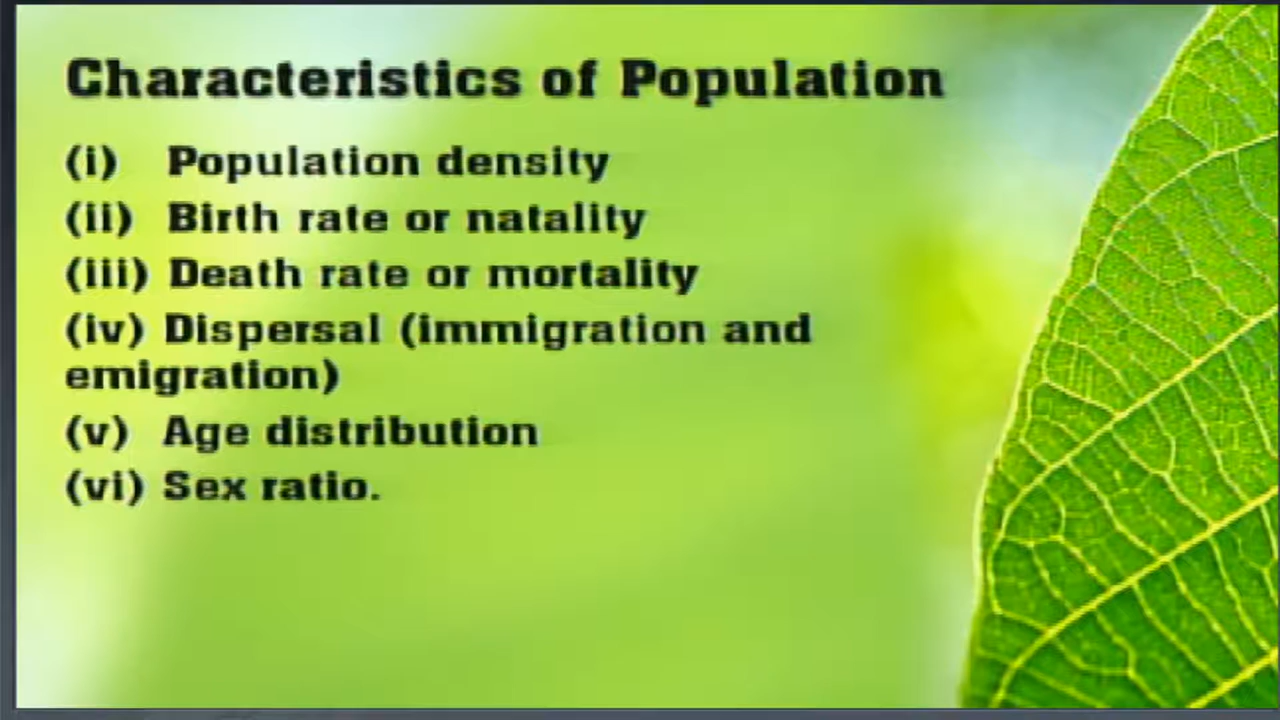 Characteristics of Population
(i) Population density
(ii) Birth rate or natality
(iii) Death rate or mortality
(iv) Dispersal (immigration and
emigration)
(v) Age distribution
(vi) Sex ratio.